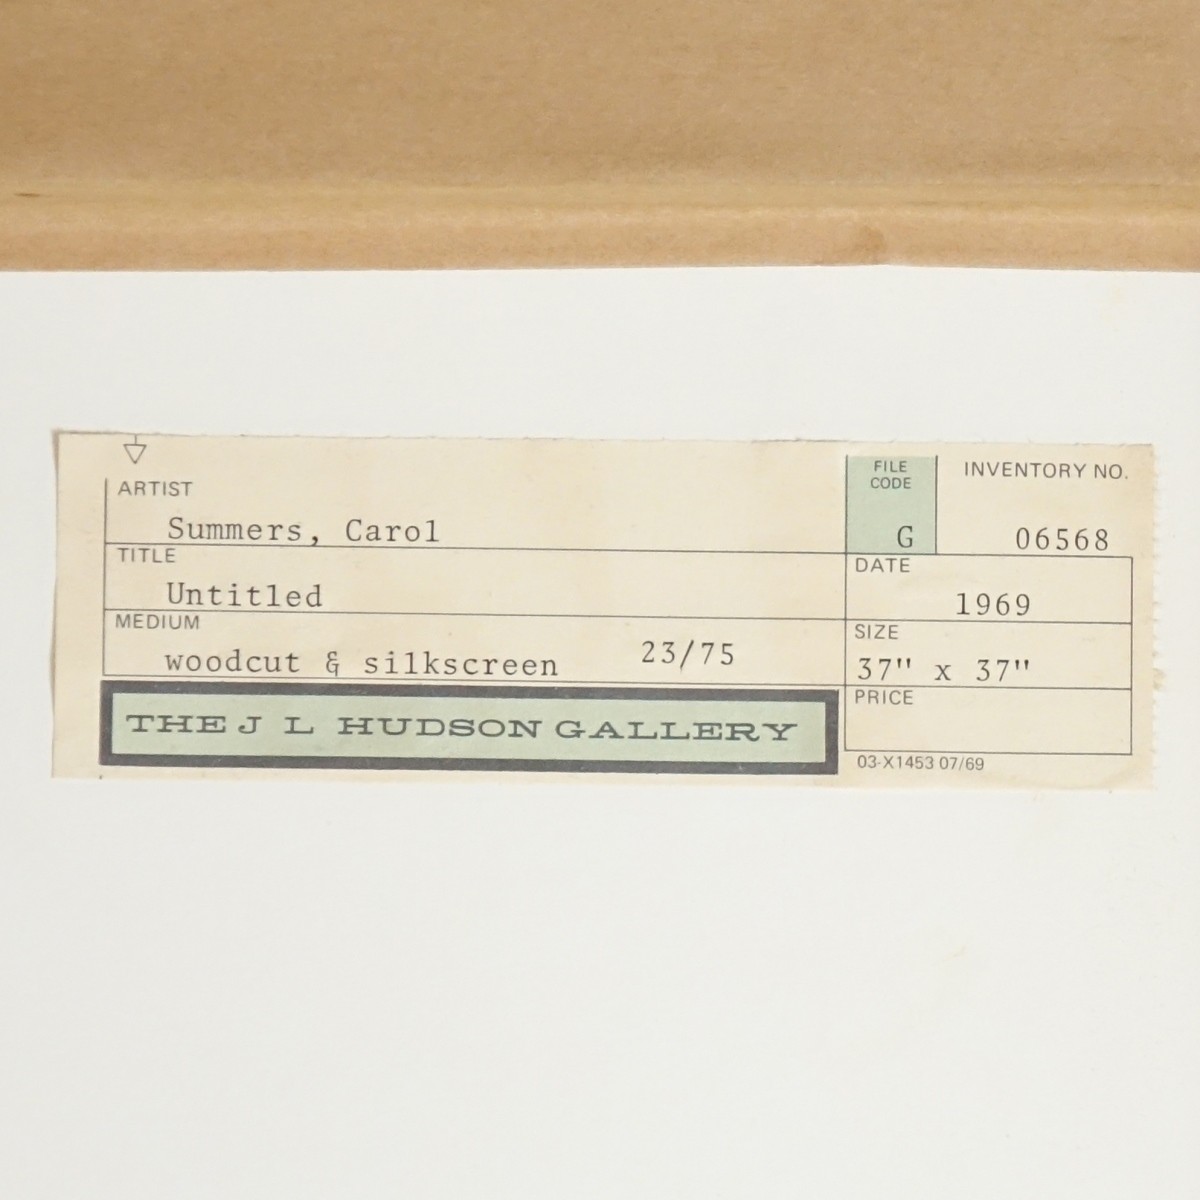 ARTIST
Summers, Carol
FILE
CODE
G
INVENTORY NO.
06568
TITLE
Untitled
DATE
1969
MEDIUM
woodcut & silkscreen 23/75
SIZE
37" x 37"
THE J L HUDSON GALLERY
PRICE
03-X1453 07/69